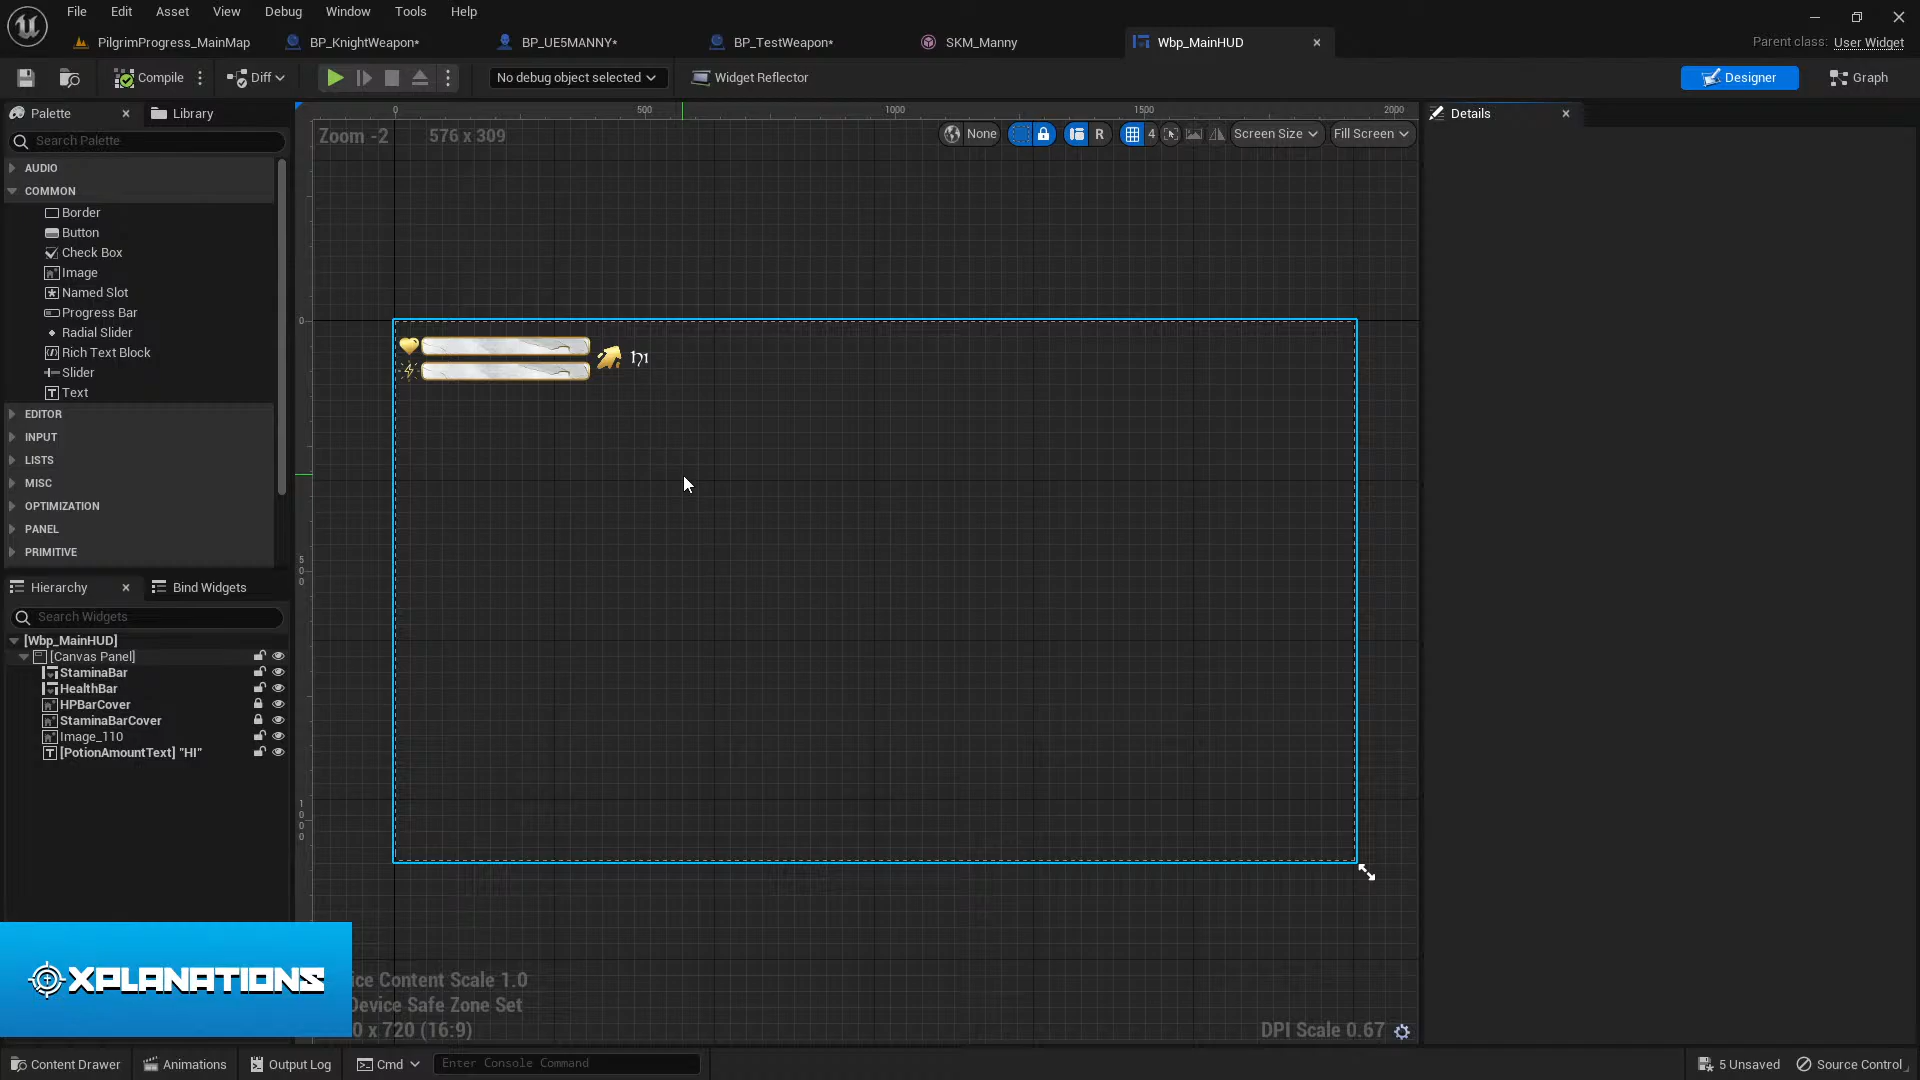 File Edit Asset View Debug Window Tools Help
PilgrimProgress_MainMap BP_KnightWeapon* BP_UE5MANNY* BP_TestWeapon* SKM_Manny Wbp_MainHUD Parent class: User Widget
Compile Diff No debug object selected Widget Reflector Designer Graph
Palette Library
Search Palette
AUDIO
COMMON
Border
Button
Check Box
Image
Named Slot
Progress Bar
Radial Slider
Rich Text Block
Slider
Text
EDITOR
INPUT
LISTS
MISC
OPTIMIZATION
PANEL
PRIMITIVE
Hierarchy Bind Widgets
Search Widgets
[Wbp_MainHUD]
[Canvas Panel]
StaminaBar
HealthBar
HPBarCover
StaminaBarCover
Image_110
[PotionAmountText] "HI"
XPLANATIONS
0 500 1000 1500 2000
Zoom -2 576 x 309 None R 4 Screen Size Fill Screen
0
500
1000
HI
ice Content Scale 1.0
Device Safe Zone Set
0 x 720 (16:9)
DPI Scale 0.67
Details
Content Drawer Animations Output Log Cmd Enter Console Command 5 Unsaved Source Control